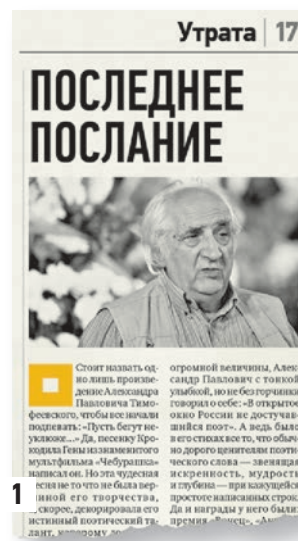 Утрата | 17
ПОСЛЕДНЕЕ
ПОСЛАНИЕ
Стоит назвать од-
но лишь произве-
дение Александра
Павловича Тимо-
феевского, чтобы все начали
подпевать: «Пусть бегут не-
уклюже...» Да, песенку Кро-
кодила Гены из знаменитого
мультфильма «Чебурашка»
написал он. Но эта чудесная
песня не то что не была вер-
шиной его творчества,
скорее, декорировала его
истинный поэтический та-
лант, которому
огромной величины, Алек-
сандр Павлович с тонкой
улыбкой, но не без горчинки
говорил о себе: «В открытое
окно России не достучав-
шийся поэт». А ведь было
в его стихах все то, что обыч-
но дорого ценителям поэти-
ческого слова — звенящая
искренность, мудрость
и глубина — при кажущейся
простоте написанных строк.
Да и награды у него были:
премия «Венец»,
1